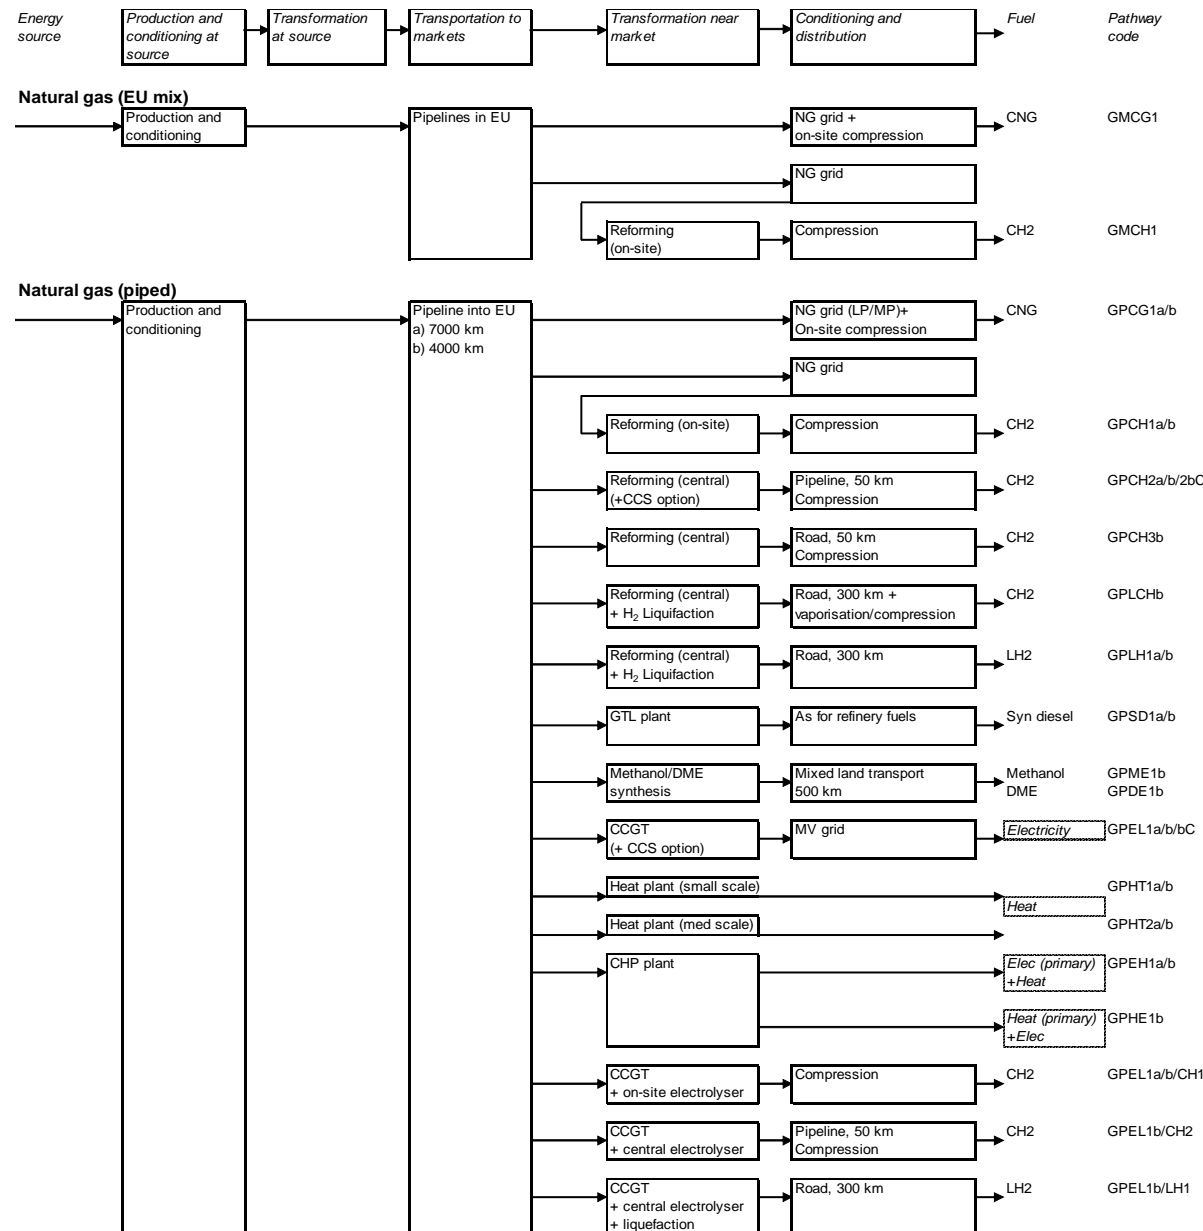 Energy source
Production and conditioning at source
Transformation at source
Transportation to markets
Transformation near market
Conditioning and distribution
Fuel
Pathway code
Natural gas (EU mix)
Production and conditioning
Pipelines in EU
NG grid +
on-site compression
CNG
GMCG1
NG grid
Reforming
(on-site)
Compression
CH2
GMCH1
Natural gas (piped)
Production and conditioning
Pipeline into EU
a) 7000 km
b) 4000 km
NG grid (LP/MP)+
On-site compression
CNG
GPCG1a/b
NG grid
Reforming (on-site)
Compression
CH2
GPCH1a/b
Reforming (central)
(+CCS option)
Pipeline, 50 km
Compression
CH2
GPCH2a/b/2bC
Reforming (central)
Road, 50 km
Compression
CH2
GPCH3b
Reforming (central)
+ H2 Liquifaction
Road, 300 km +
vaporisation/compression
CH2
GPLCHb
Reforming (central)
+ H2 Liquifaction
Road, 300 km
LH2
GPLH1a/b
GTL plant
As for refinery fuels
Syn diesel
GPSD1a/b
Methanol/DME
synthesis
Mixed land transport
500 km
Methanol
DME
GPME1b
GPDE1b
CCGT
(+ CCS option)
MV grid
Electricity
GPEL1a/b/bC
Heat plant (small scale)
GPHT1a/b
Heat
Heat plant (med scale)
GPHT2a/b
CHP plant
Elec (primary)
+Heat
GPEH1a/b
Heat (primary)
+Elec
GPHE1b
CCGT
+ on-site electrolyser
Compression
CH2
GPEL1a/b/CH1
CCGT
+ central electrolyser
Pipeline, 50 km
Compression
CH2
GPEL1b/CH2
CCGT
+ central electrolyser
+ liquefaction
Road, 300 km
LH2
GPEL1b/LH1